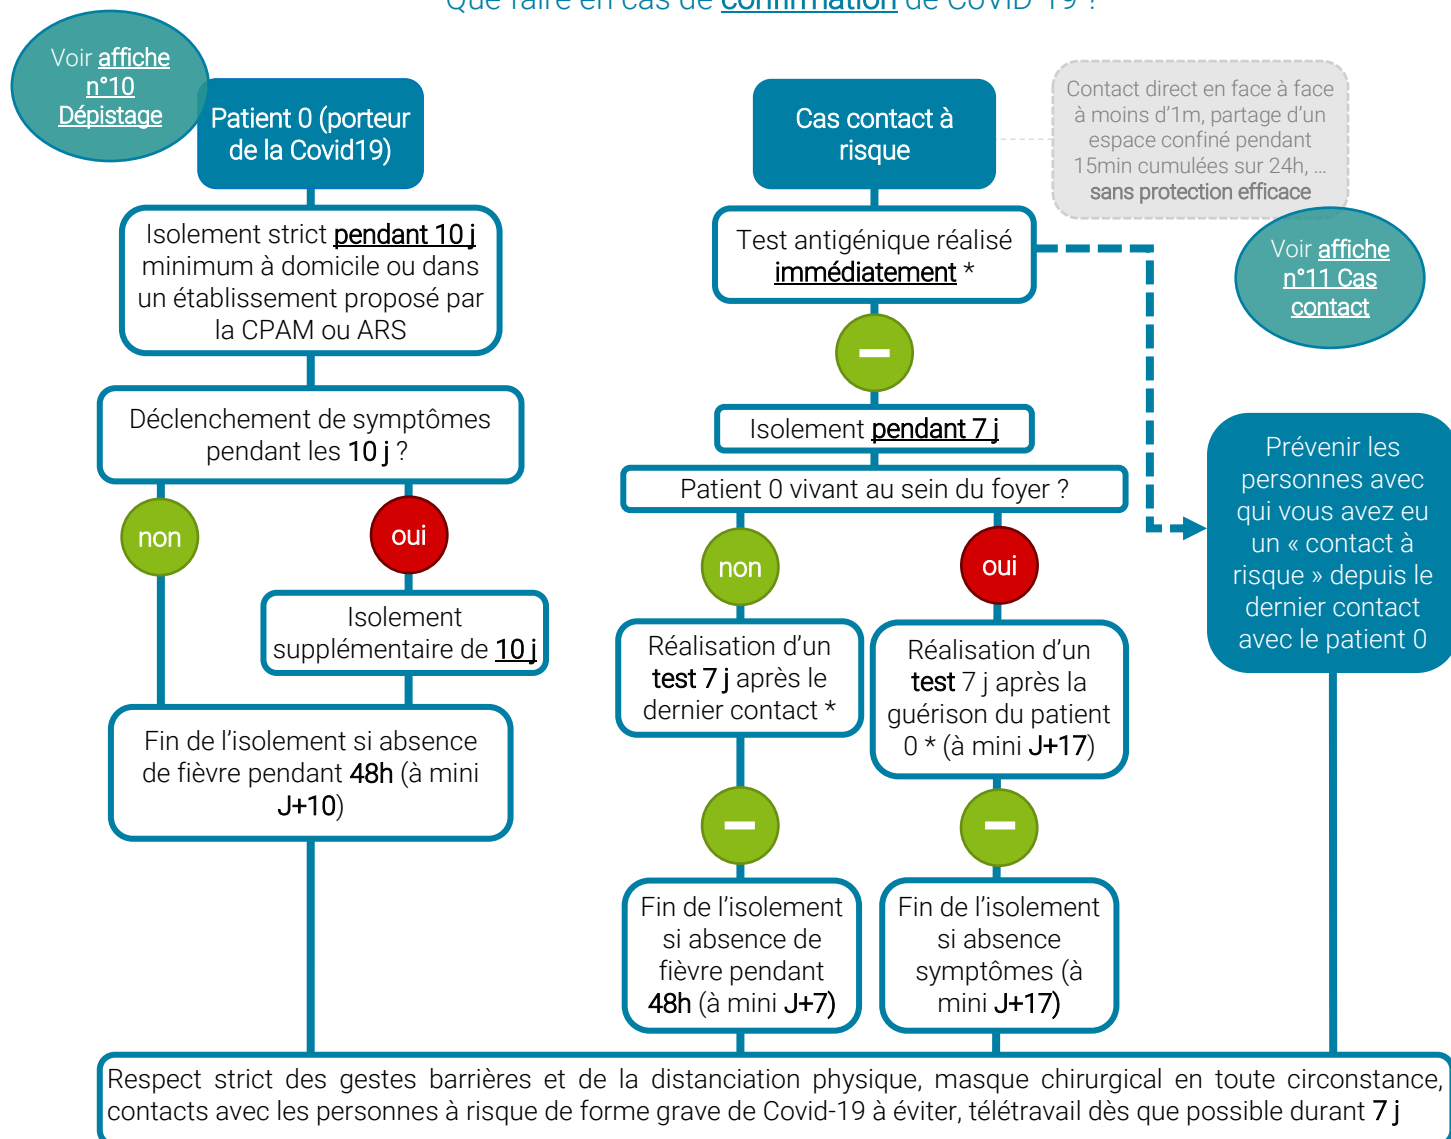 Que faire en cas de confirmation de CoViD-19 ?
Voir affiche
n°10
Dépistage
Patient 0 (porteur
de la Covid19)
Isolement strict pendant 10 j
minimum à domicile ou dans
un établissement proposé par
la CPAM ou ARS
Déclenchement de symptômes
pendant les 10 j ?
non
oui
Isolement
supplémentaire de 10 j
Fin de l'isolement si absence
de fièvre pendant 48h (à mini
J+10)
Cas contact à
risque
Contact direct en face à face
à moins d'1m, partage d'un
espace confiné pendant
15min cumulées sur 24h, ...
sans protection efficace
Voir affiche
n°11 Cas
contact
Test antigénique réalisé
immédiatement *
–
Isolement pendant 7 j
Patient 0 vivant au sein du foyer ?
non
oui
Réalisation d'un
test 7 j après le
dernier contact *
Réalisation d'un
test 7 j après la
guérison du patient
0 * (à mini J+17)
–
–
Fin de l'isolement
si absence de
fièvre pendant
48h (à mini J+7)
Fin de l'isolement
si absence
symptômes (à
mini J+17)
Prévenir les
personnes avec
qui vous avez eu
un « contact à
risque » depuis le
dernier contact
avec le patient 0
Respect strict des gestes barrières et de la distanciation physique, masque chirurgical en toute circonstance,
contacts avec les personnes à risque de forme grave de Covid-19 à éviter, télétravail dès que possible durant 7 j